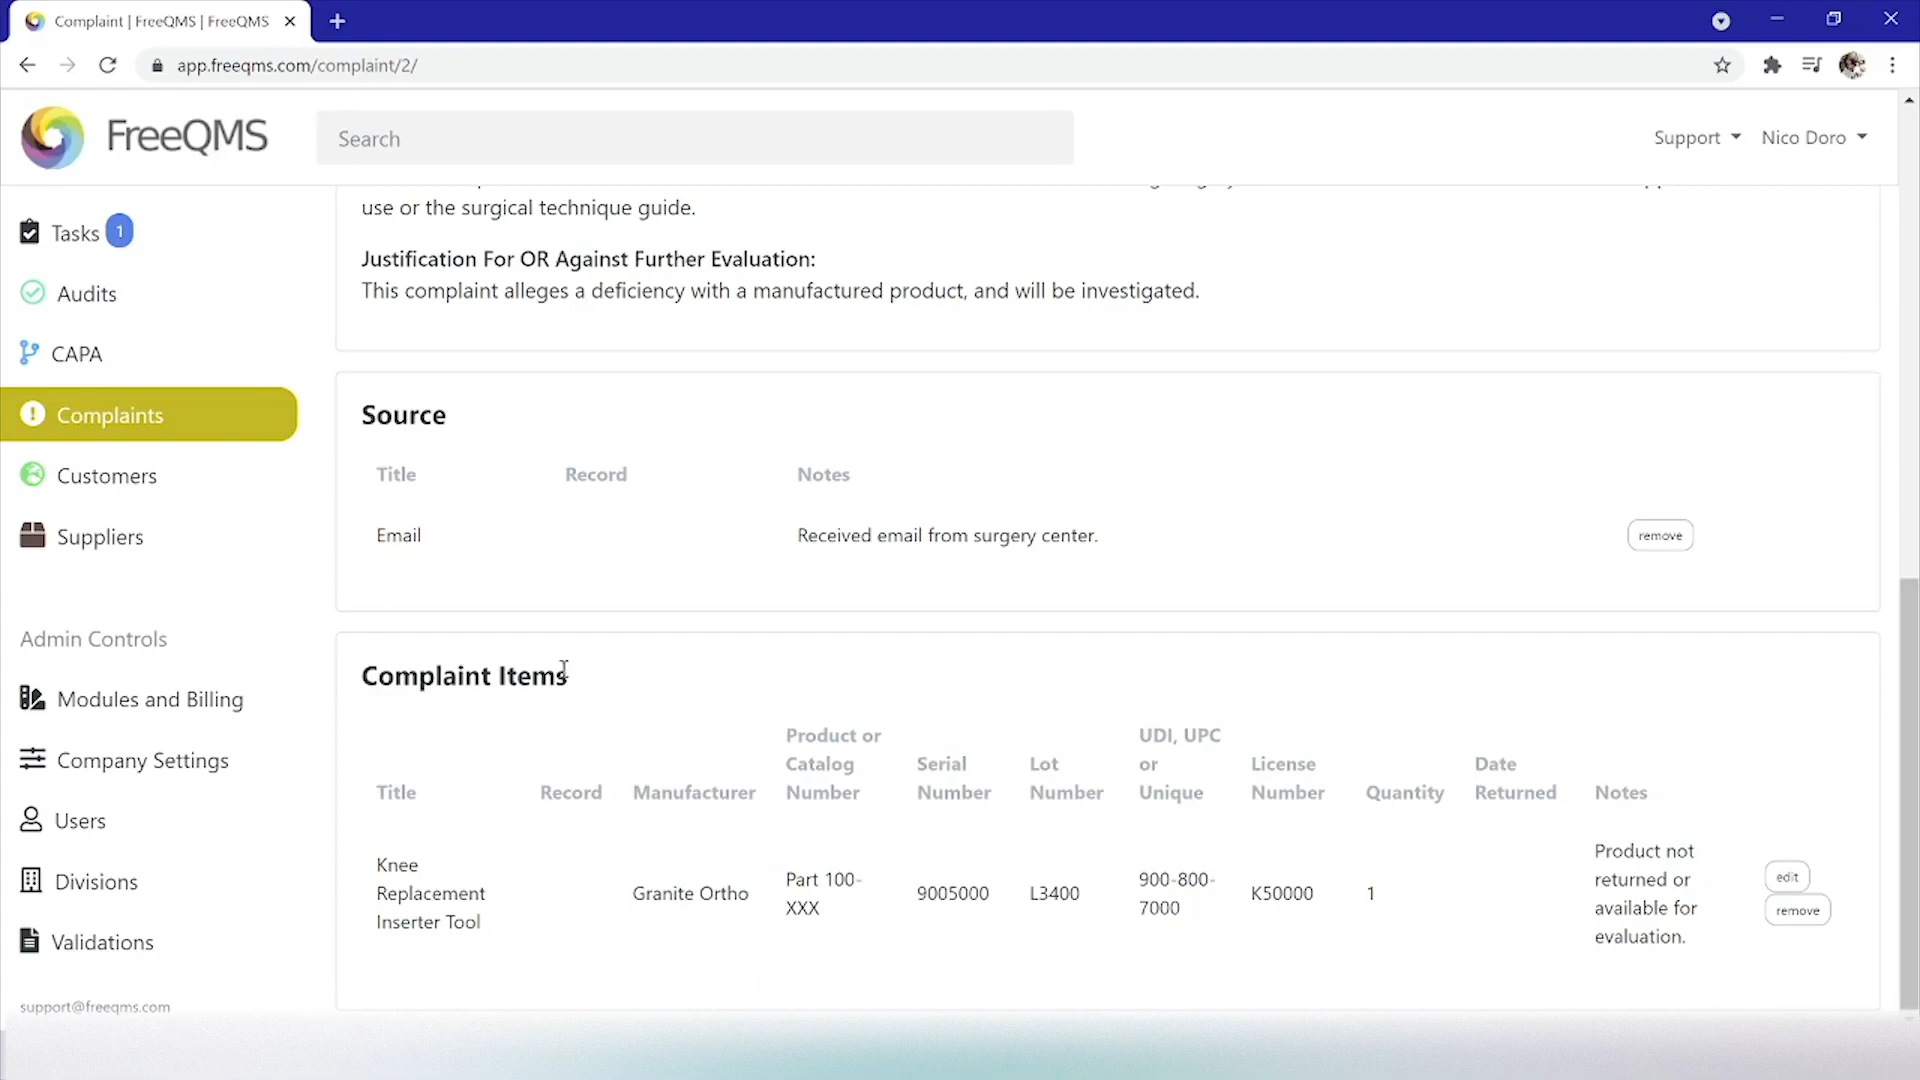 Complaint | FreeQMS | FreeQMS
app.freeqms.com/complaint/2/
FreeQMS
Search
Support
Nico Doro
Tasks 1
Audits
CAPA
Complaints
Customers
Suppliers
Admin Controls
Modules and Billing
Company Settings
Users
Divisions
Validations
support@freeqms.com
use or the surgical technique guide.
Justification For OR Against Further Evaluation:
This complaint alleges a deficiency with a manufactured product, and will be investigated.
Source
Title Record Notes
Email Received email from surgery center. remove
Complaint Items
Product or UDI, UPC
Catalog Serial Lot or License Date
Title Record Manufacturer Number Number Number Unique Number Quantity Returned Notes
Product not
Knee Part 100- 900-800- returned or edit
Replacement Granite Ortho 9005000 L3400 K50000 1
XXX 7000 available for remove
Inserter Tool
evaluation.